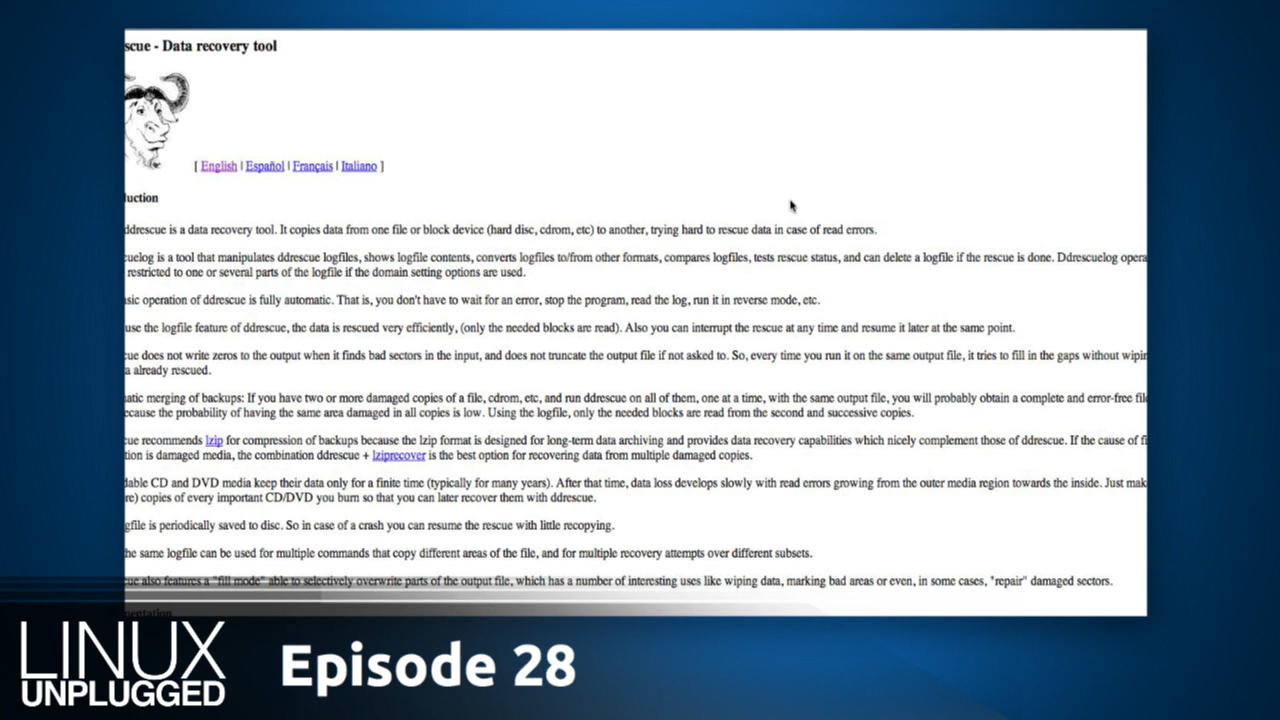 scue - Data recovery tool
[ English | Español | Français | Italiano ]
uction
ddrescue is a data recovery tool. It copies data from one file or block device (hard disc, cdrom, etc) to another, trying hard to rescue data in case of read errors.
uelog is a tool that manipulates ddrescue logfiles, shows logfile contents, converts logfiles to/from other formats, compares logfiles, tests rescue status, and can delete a logfile if the rescue is done. Ddrescuelog opera
restricted to one or several parts of the logfile if the domain setting options are used.
sic operation of ddrescue is fully automatic. That is, you don't have to wait for an error, stop the program, read the log, run it in reverse mode, etc.
use the logfile feature of ddrescue, the data is rescued very efficiently, (only the needed blocks are read). Also you can interrupt the rescue at any time and resume it later at the same point.
ue does not write zeros to the output when it finds bad sectors in the input, and does not truncate the output file if not asked to. So, every time you run it on the same output file, it tries to fill in the gaps without wipin
a already rescued.
atic merging of backups: If you have two or more damaged copies of a file, cdrom, etc, and run ddrescue on all of them, one at a time, with the same output file, you will probably obtain a complete and error-free file
ecause the probability of having the same area damaged in all copies is low. Using the logfile, only the needed blocks are read from the second and successive copies.
ue recommends lzip for compression of backups because the lzip format is designed for long-term data archiving and provides data recovery capabilities which nicely complement those of ddrescue. If the cause of fi
tion is damaged media, the combination ddrescue + lziprecover is the best option for recovering data from multiple damaged copies.
dable CD and DVD media keep their data only for a finite time (typically for many years). After that time, data loss develops slowly with read errors growing from the outer media region towards the inside. Just mak
re) copies of every important CD/DVD you burn so that you can later recover them with ddrescue.
gfile is periodically saved to disc. So in case of a crash you can resume the rescue with little recopying.
he same logfile can be used for multiple commands that copy different areas of the file, and for multiple recovery attempts over different subsets.
ue also features a "fill mode" able to selectively overwrite parts of the output file, which has a number of interesting uses like wiping data, marking bad areas or even, in some cases, "repair" damaged sectors.
mentation
LINUX
UNPLUGGED
Episode 28